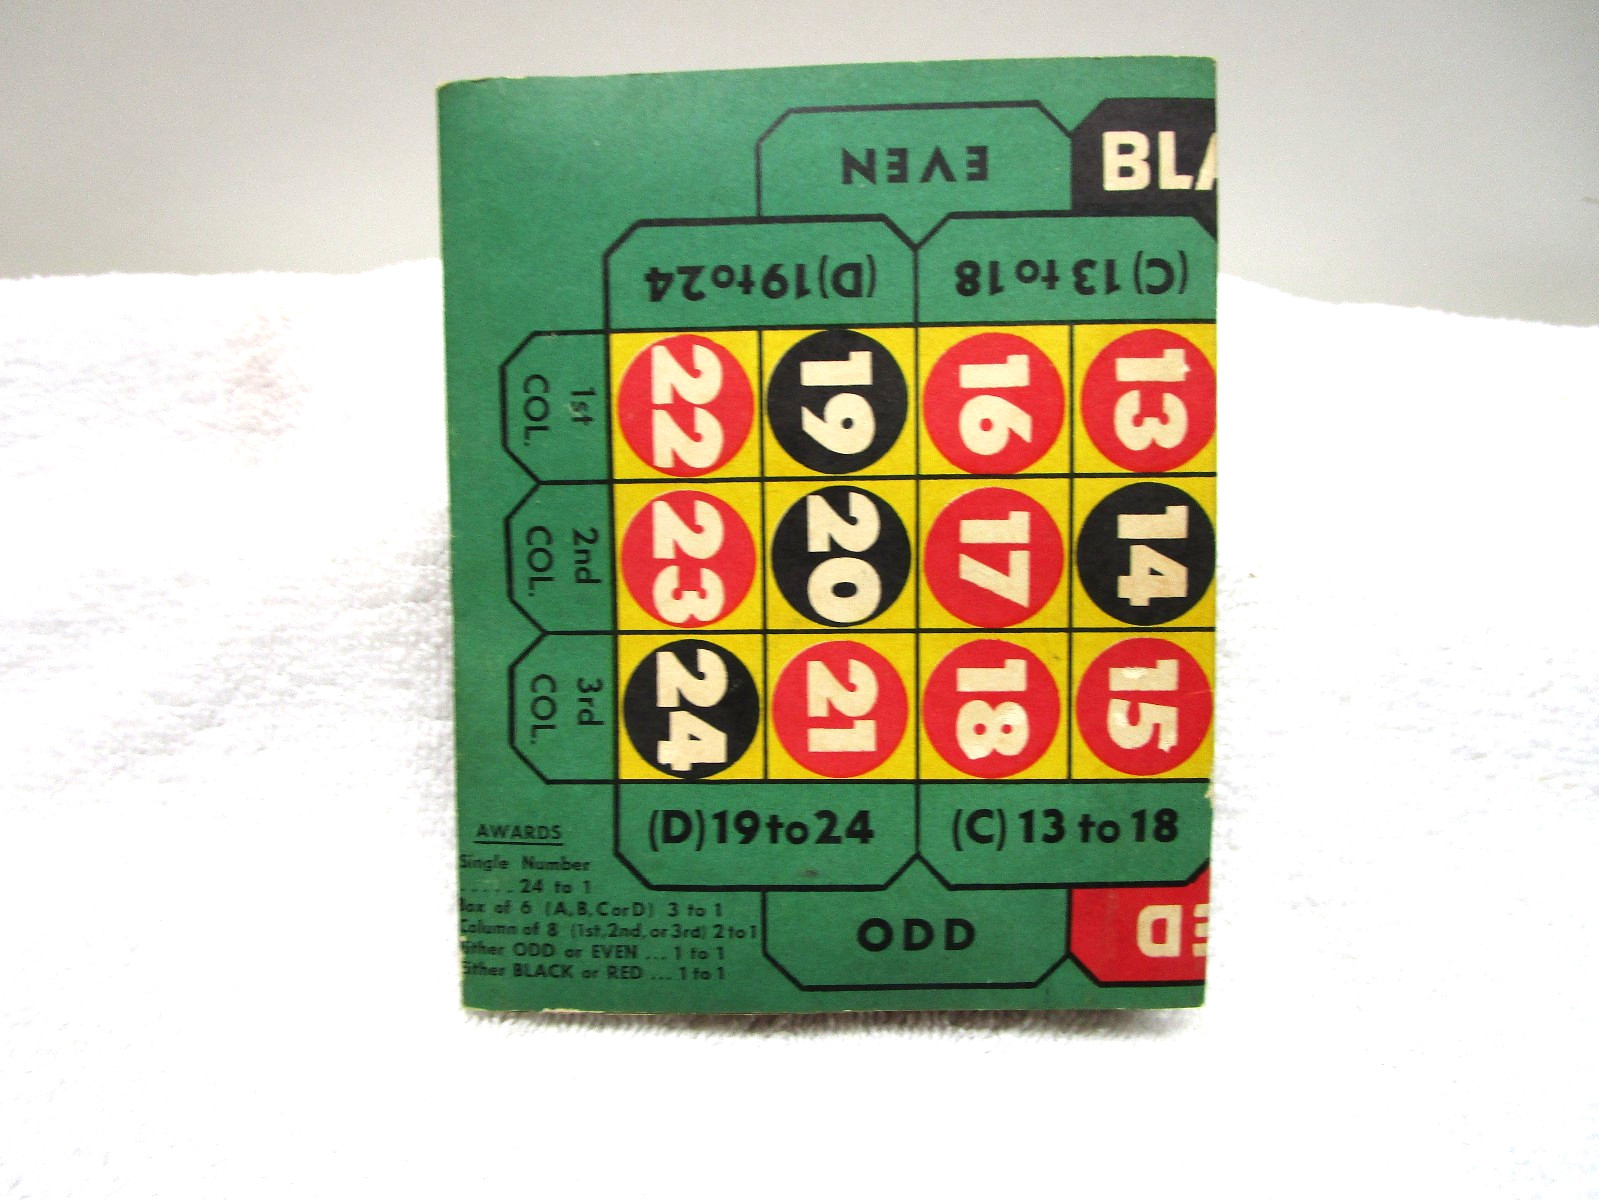 EVEN
BLA
(D) 19 to 24
(C) 13 to 18
1st COL.
22
19
16
13
2nd COL.
23
20
17
14
3rd COL.
24
21
18
15
(D) 19 to 24
(C) 13 to 18
ODD
ED
AWARDS
Single Number
..... 24 to 1
Box of 6 (A, B, C or D) 3 to 1
Column of 8 (1st, 2nd, or 3rd) 2 to 1
Either ODD or EVEN ... 1 to 1
Either BLACK or RED ... 1 to 1